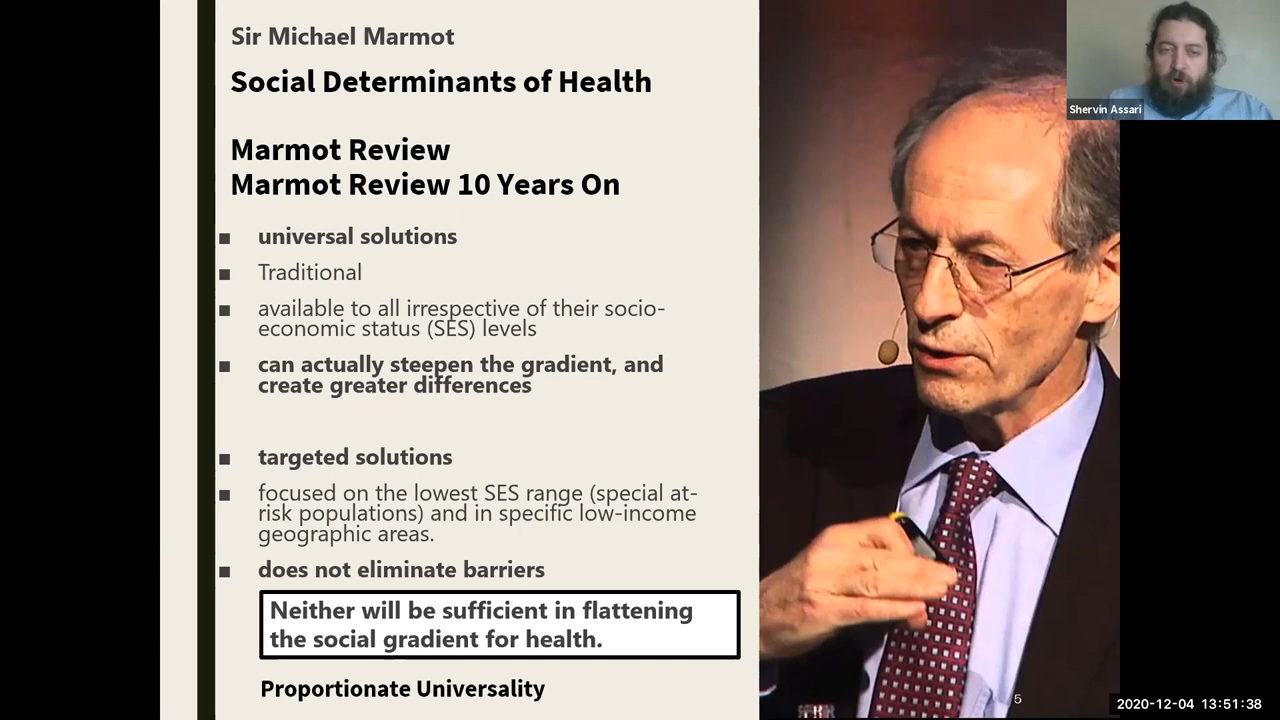 Sir Michael Marmot
Social Determinants of Health
Marmot Review
Marmot Review 10 Years On
■ universal solutions
■ Traditional
■ available to all irrespective of their socio-
economic status (SES) levels
■ can actually steepen the gradient, and
create greater differences
■ targeted solutions
■ focused on the lowest SES range (special at-
risk populations) and in specific low-income
geographic areas.
■ does not eliminate barriers
Neither will be sufficient in flattening
the social gradient for health.
Proportionate Universality
Shervin Assari
5
2020-12-04 13:51:38